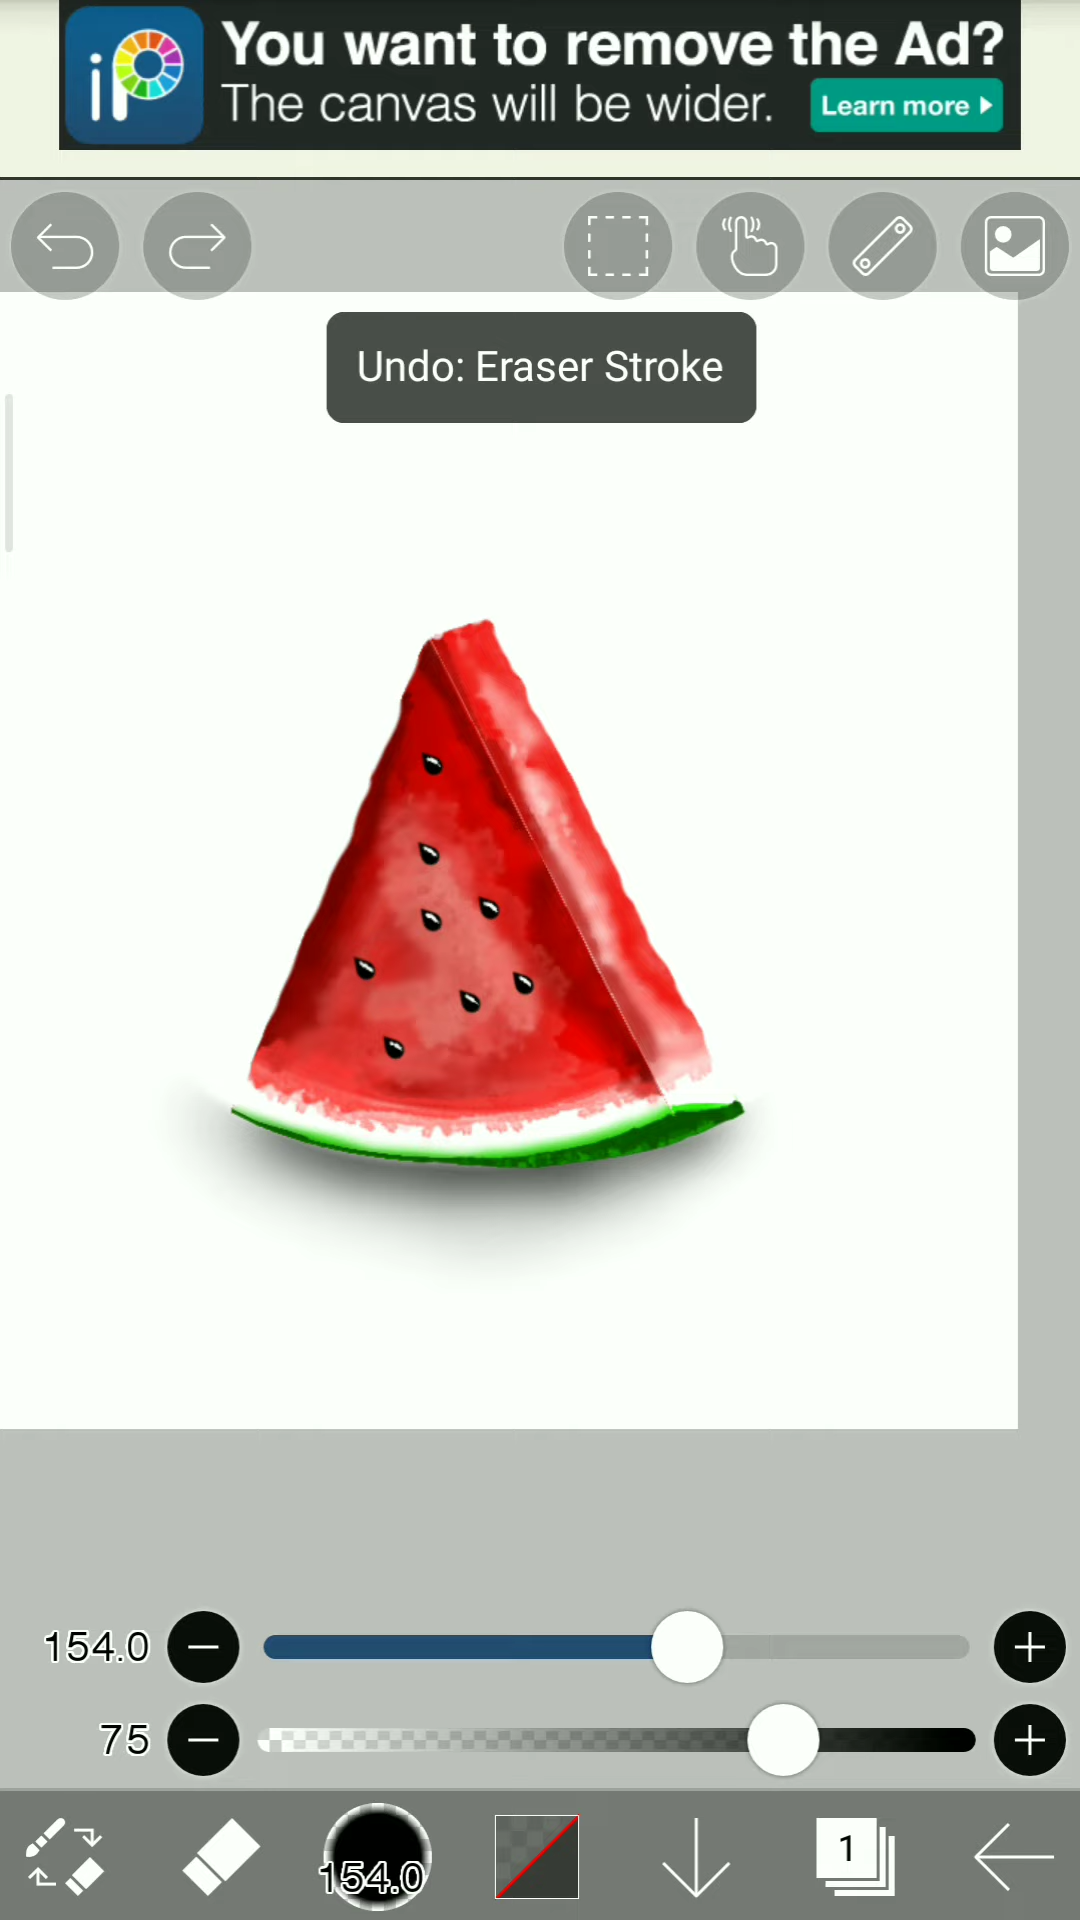 iP
You want to remove the Ad?
The canvas will be wider.
Learn more
Undo: Eraser Stroke
154.0
75
154.0
1